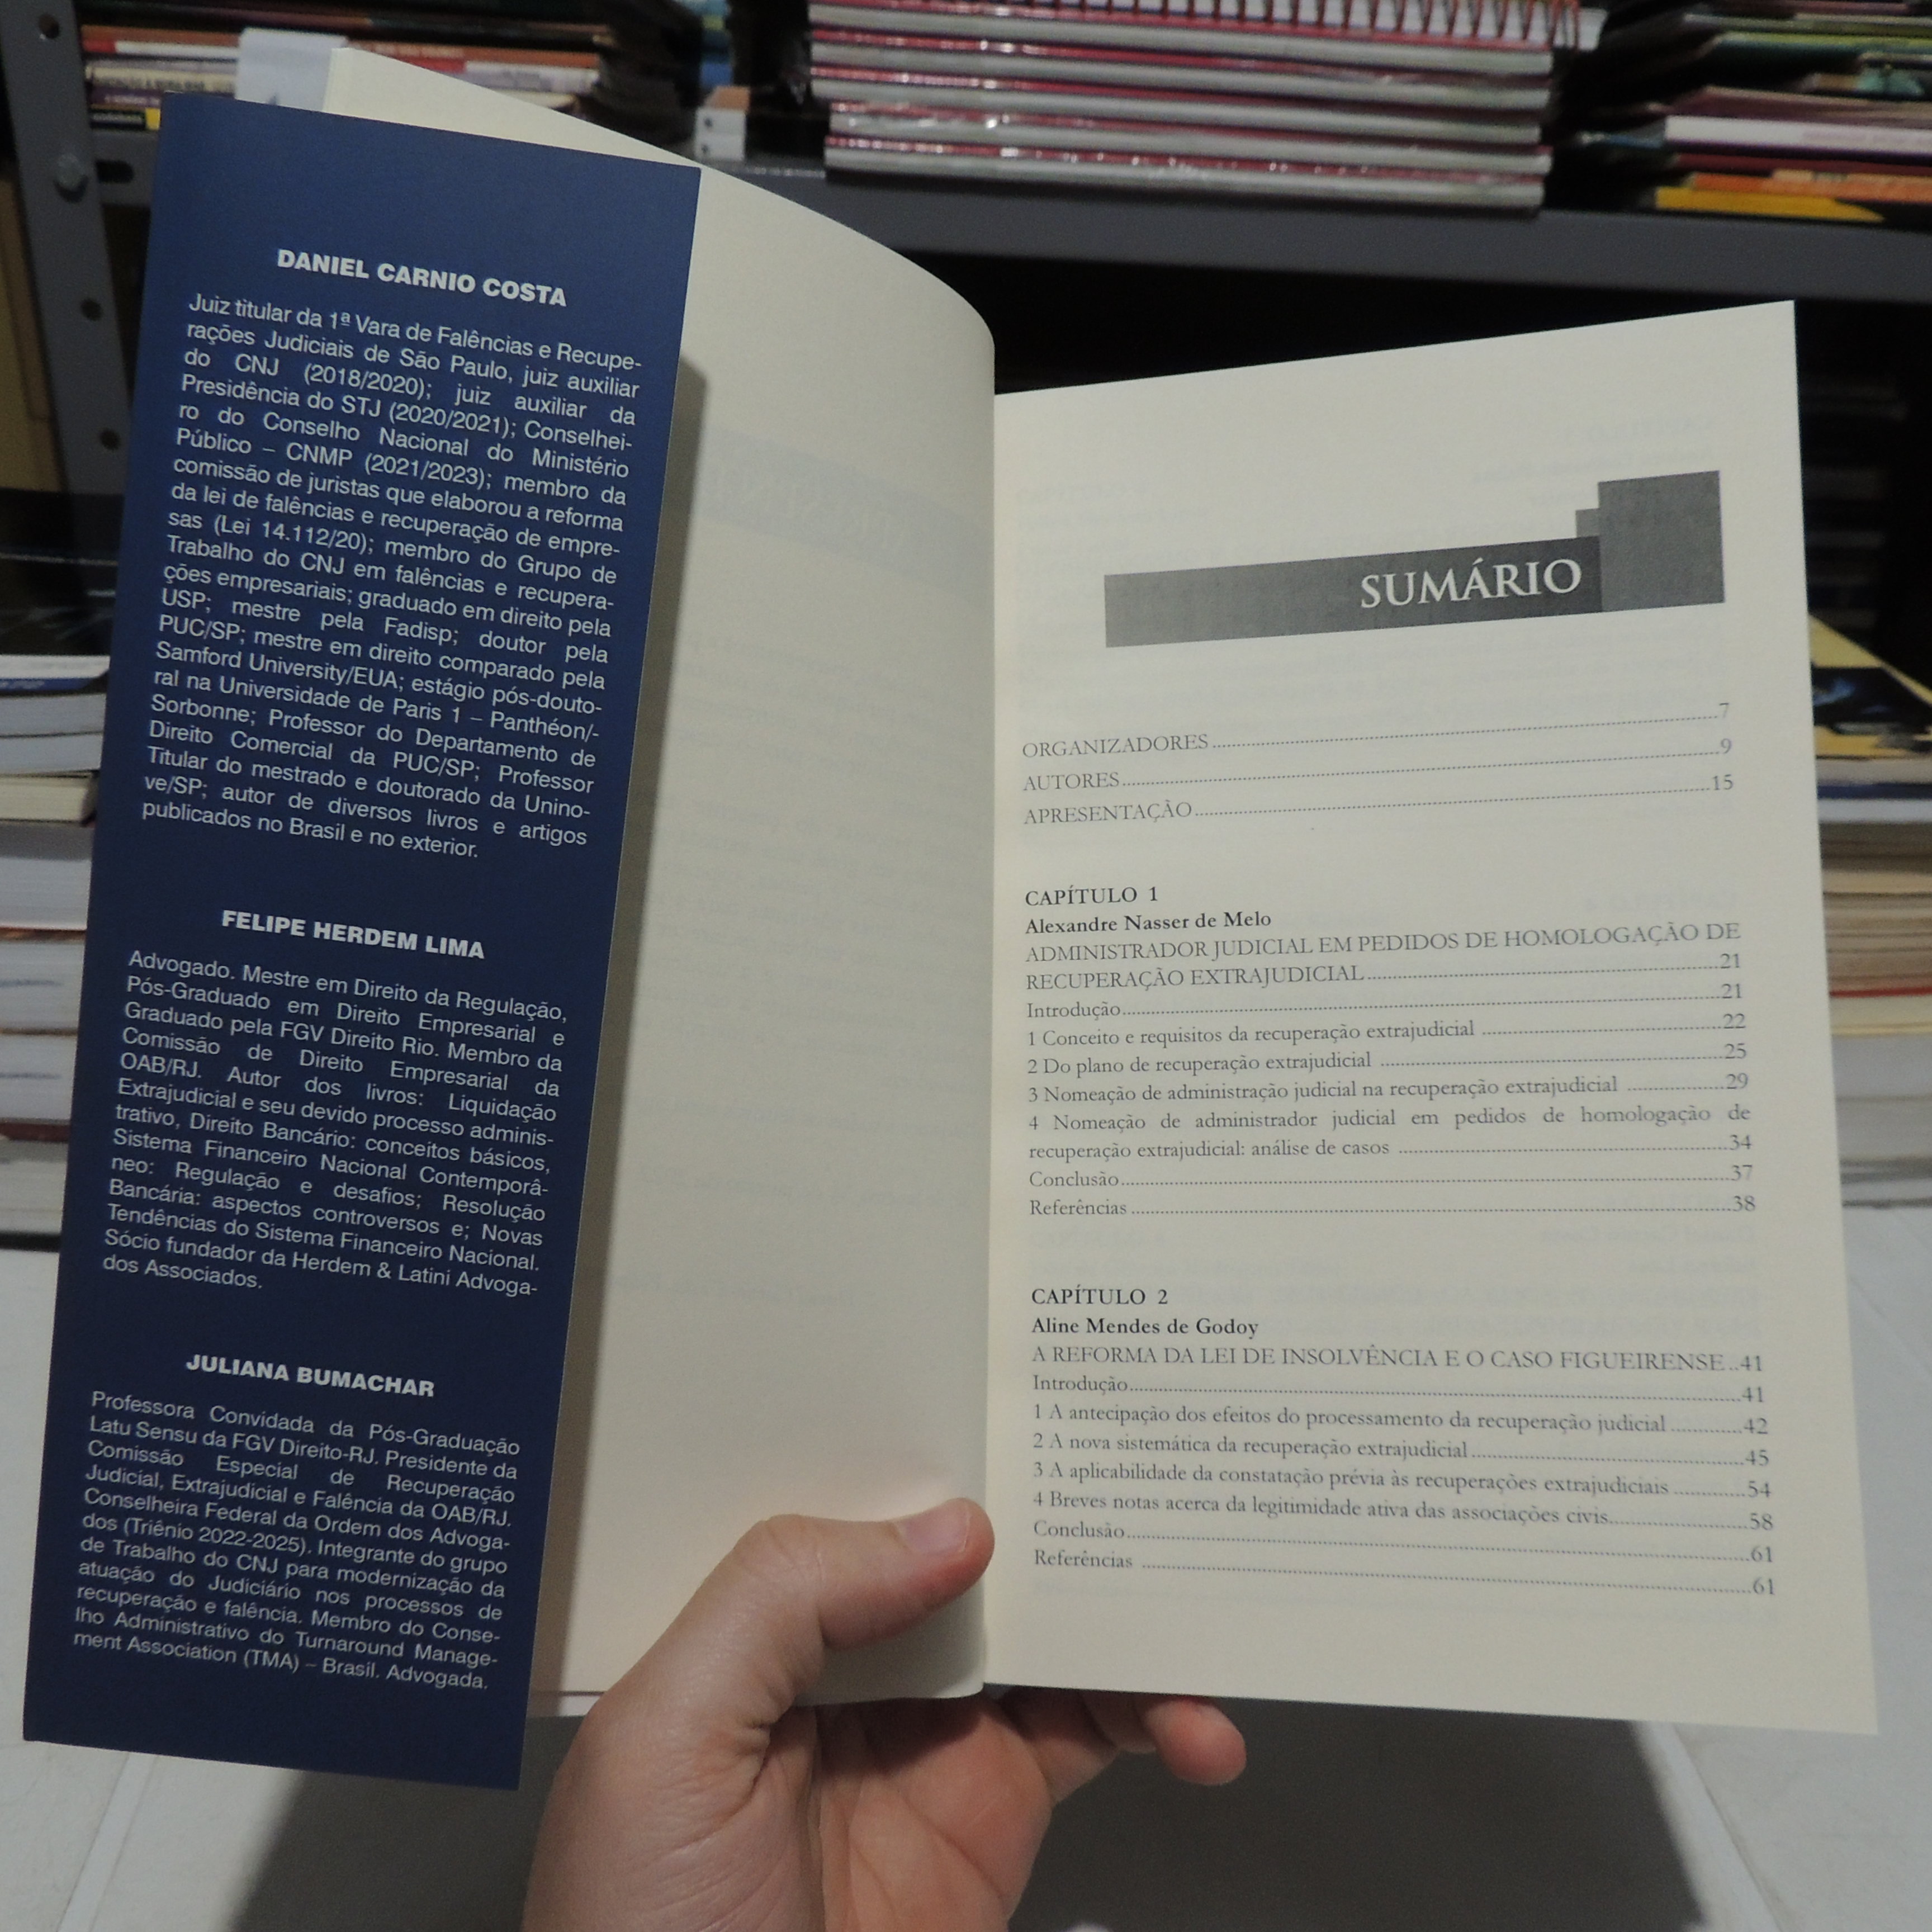 DANIEL CARNIO COSTA
Juiz titular da 1ª Vara de Falências e Recupe-
rações Judiciais de São Paulo, juiz auxiliar
do CNJ (2018/2020); juiz auxiliar da
Presidência do STJ (2020/2021); Conselhei-
ro do Conselho Nacional do Ministério
Público – CNMP (2021/2023); membro da
comissão de juristas que elaborou a reforma
da lei de falências e recuperação de empre-
sas (Lei 14.112/20); membro do Grupo de
Trabalho do CNJ em falências e recupera-
ções empresariais; graduado em direito pela
USP; mestre pela Fadisp; doutor pela
PUC/SP; mestre em direito comparado pela
Samford University/EUA; estágio pós-douto-
ral na Universidade de Paris 1 – Panthéon/-
Sorbonne; Professor do Departamento de
Direito Comercial da PUC/SP; Professor
Titular do mestrado e doutorado da Unino-
ve/SP; autor de diversos livros e artigos
publicados no Brasil e no exterior.
FELIPE HERDEM LIMA
Advogado. Mestre em Direito da Regulação,
Pós-Graduado em Direito Empresarial e
Graduado pela FGV Direito Rio. Membro da
Comissão de Direito Empresarial da
OAB/RJ. Autor dos livros: Liquidação
Extrajudicial e seu devido processo adminis-
trativo, Direito Bancário: conceitos básicos,
Sistema Financeiro Nacional Contemporâ-
neo: Regulação e desafios; Resolução
Bancária: aspectos controversos e; Novas
Tendências do Sistema Financeiro Nacional.
Sócio fundador da Herdem & Latini Advoga-
dos Associados.
JULIANA BUMACHAR
Professora Convidada da Pós-Graduação
Latu Sensu da FGV Direito-RJ. Presidente da
Comissão Especial de Recuperação
Judicial, Extrajudicial e Falência da OAB/RJ.
Conselheira Federal da Ordem dos Advoga-
dos (Triênio 2022-2025). Integrante do grupo
de Trabalho do CNJ para modernização da
atuação do Judiciário nos processos de
recuperação e falência. Membro do Conse-
lho Administrativo do Turnaround Manage-
ment Association (TMA) – Brasil. Advogada.
SUMÁRIO
ORGANIZADORES 7
AUTORES 9
APRESENTAÇÃO 15
CAPÍTULO 1
Alexandre Nasser de Melo
ADMINISTRADOR JUDICIAL EM PEDIDOS DE HOMOLOGAÇÃO DE
RECUPERAÇÃO EXTRAJUDICIAL 21
Introdução 21
1 Conceito e requisitos da recuperação extrajudicial 22
2 Do plano de recuperação extrajudicial 25
3 Nomeação de administração judicial na recuperação extrajudicial 29
4 Nomeação de administrador judicial em pedidos de homologação de
recuperação extrajudicial: análise de casos 34
Conclusão 37
Referências 38
CAPÍTULO 2
Aline Mendes de Godoy
A REFORMA DA LEI DE INSOLVÊNCIA E O CASO FIGUEIRENSE 41
Introdução 41
1 A antecipação dos efeitos do processamento da recuperação judicial 42
2 A nova sistemática da recuperação extrajudicial 45
3 A aplicabilidade da constatação prévia às recuperações extrajudiciais 54
4 Breves notas acerca da legitimidade ativa das associações civis 58
Conclusão 61
Referências 61